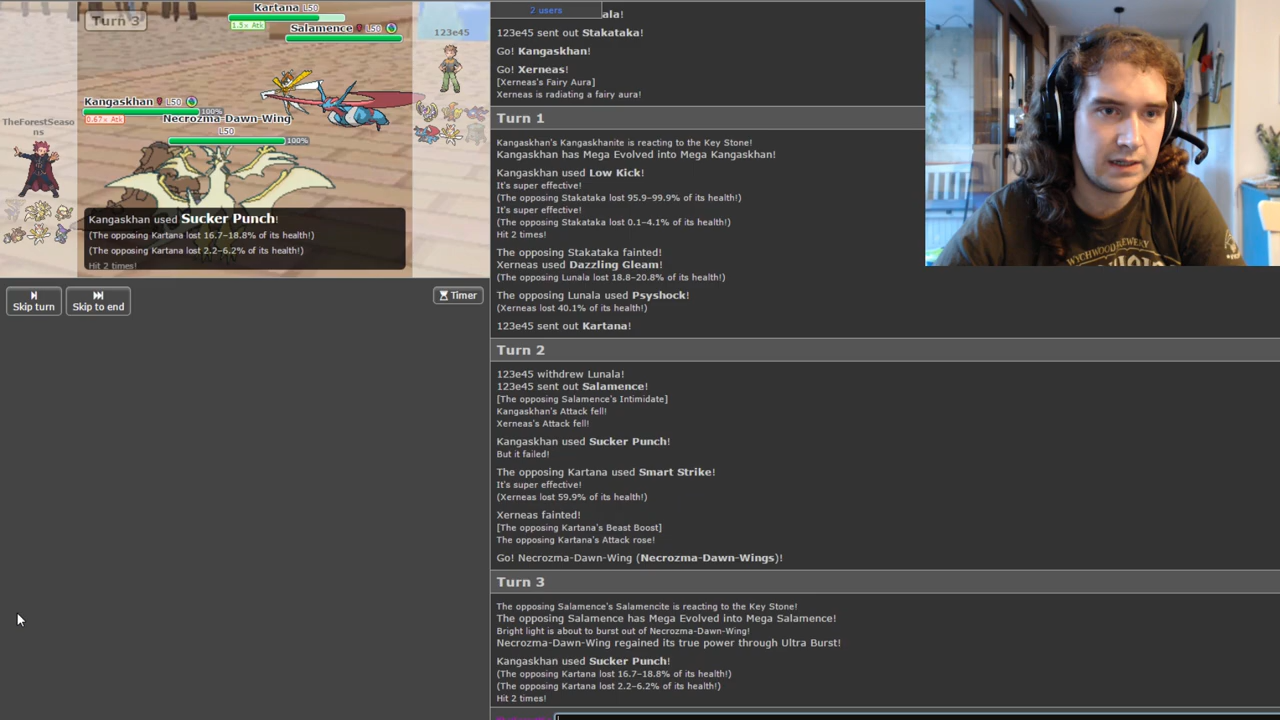 Turn 3
Kartana L50
1.5× Atk
Salamence L50
123e45
Kangaskhan L50
100%
0.67× Atk
Necrozma-Dawn-Wing
L50
100%
TheForestSeaso
ns
Kangaskhan used Sucker Punch!
(The opposing Kartana lost 16.7–18.8% of its health!)
(The opposing Kartana lost 2.2–6.2% of its health!)
Hit 2 times!
Skip turn
Skip to end
Timer
2 users
ala!
123e45 sent out Stakataka!
Go! Kangaskhan!
Go! Xerneas!
[Xerneas's Fairy Aura]
Xerneas is radiating a fairy aura!
Turn 1
Kangaskhan's Kangaskhanite is reacting to the Key Stone!
Kangaskhan has Mega Evolved into Mega Kangaskhan!
Kangaskhan used Low Kick!
It's super effective!
(The opposing Stakataka lost 95.9–99.9% of its health!)
It's super effective!
(The opposing Stakataka lost 0.1–4.1% of its health!)
Hit 2 times!
The opposing Stakataka fainted!
Xerneas used Dazzling Gleam!
(The opposing Lunala lost 18.8–20.8% of its health!)
The opposing Lunala used Psyshock!
(Xerneas lost 40.1% of its health!)
123e45 sent out Kartana!
Turn 2
123e45 withdrew Lunala!
123e45 sent out Salamence!
[The opposing Salamence's Intimidate]
Kangaskhan's Attack fell!
Xerneas's Attack fell!
Kangaskhan used Sucker Punch!
But it failed!
The opposing Kartana used Smart Strike!
It's super effective!
(Xerneas lost 59.9% of its health!)
Xerneas fainted!
[The opposing Kartana's Beast Boost]
The opposing Kartana's Attack rose!
Go! Necrozma-Dawn-Wing (Necrozma-Dawn-Wings)!
Turn 3
The opposing Salamence's Salamencite is reacting to the Key Stone!
The opposing Salamence has Mega Evolved into Mega Salamence!
Bright light is about to burst out of Necrozma-Dawn-Wing!
Necrozma-Dawn-Wing regained its true power through Ultra Burst!
Kangaskhan used Sucker Punch!
(The opposing Kartana lost 16.7–18.8% of its health!)
(The opposing Kartana lost 2.2–6.2% of its health!)
Hit 2 times!
WYCHWOOD BREWERY